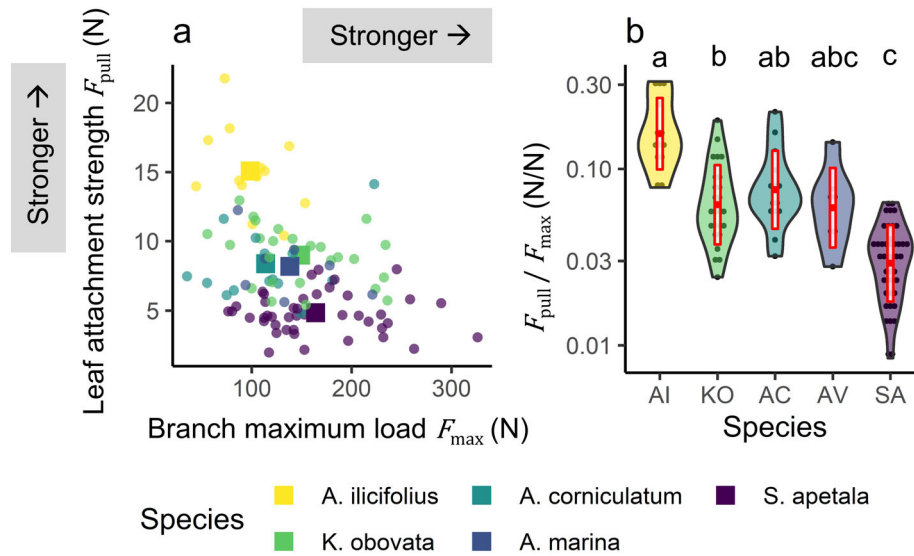 a
Stronger →
b
Stronger →
Leaf attachment strength Fpull (N)
20
15
10
5
100
200
300
Branch maximum load Fmax (N)
Fpull / Fmax (N/N)
0.30
0.10
0.03
0.01
a b ab abc c
AI KO AC AV SA
Species
Species
A. ilicifolius
A. corniculatum
S. apetala
K. obovata
A. marina